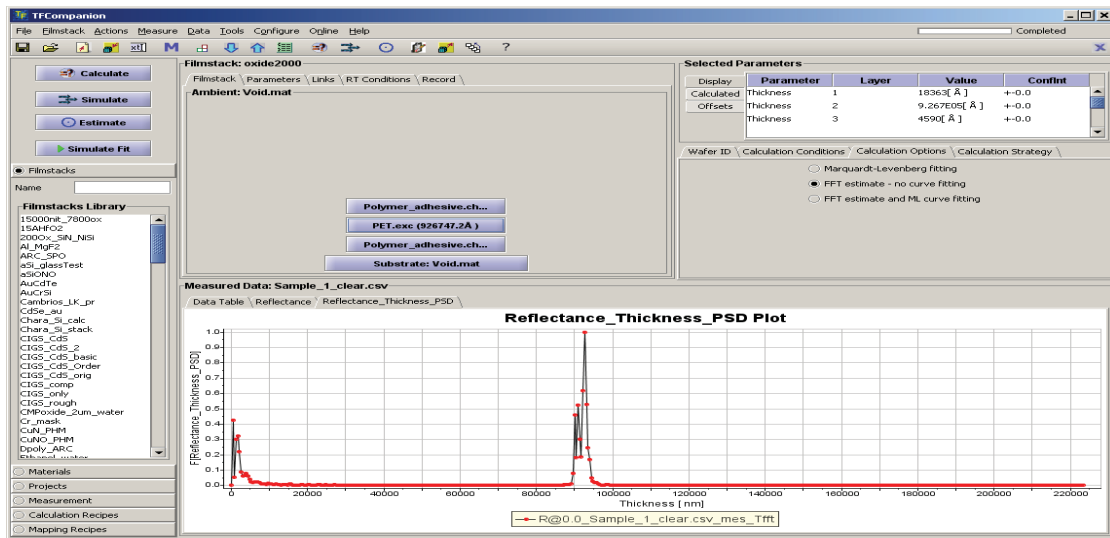 TFCompanion
File Filmstack Actions Measure Data Tools Configure Online Help
Completed
Calculate
Simulate
Estimate
Simulate Fit
Filmstacks
Name
Filmstacks Library
15000nit_7800ox
15AHfO2
200Ox_SiN_NiSi
Al_MgF2
ARC_SPO
aSi_glassTest
aSiONO
AuCdTe
AuCrSi
Cambrios_LK_pr
CdSe_au
Chara_Si_calc
Chara_Si_stack
CIGS_CdS
CIGS_CdS_2
CIGS_CdS_basic
CIGS_CdS_Order
CIGS_CdS_orig
CIGS_comp
CIGS_only
CIGS_rough
CMPoxide_2um_water
Cr_mask
CuN_PHM
CuNO_PHM
Dpoly_ARC
Ethanol_water
Materials
Projects
Measurement
Calculation Recipes
Mapping Recipes
Filmstack: oxide2000
Filmstack Parameters Links RT Conditions Record
Ambient: Void.mat
Polymer_adhesive.ch...
PET.exc (926747.2Å )
Polymer_adhesive.ch...
Substrate: Void.mat
Selected Parameters
Display Calculated Offsets
Parameter Layer Value ConfInt
Thickness 1 18363[ Å ] +-0.0
Thickness 2 9.267E05[ Å ] +-0.0
Thickness 3 4590[ Å ] +-0.0
Wafer ID Calculation Conditions Calculation Options Calculation Strategy
Marquardt-Levenberg fitting
FFT estimate - no curve fitting
FFT estimate and ML curve fitting
Measured Data: Sample_1_clear.csv
Data Table Reflectance Reflectance_Thickness_PSD
Reflectance_Thickness_PSD Plot
F[Reflectance_Thickness_PSD]
1.0
0.9
0.8
0.7
0.6
0.5
0.4
0.3
0.2
0.1
0.0
0 20000 40000 60000 80000 100000 120000 140000 160000 180000 200000 220000
Thickness [ nm]
R@0.0_Sample_1_clear.csv_mes_Tfft